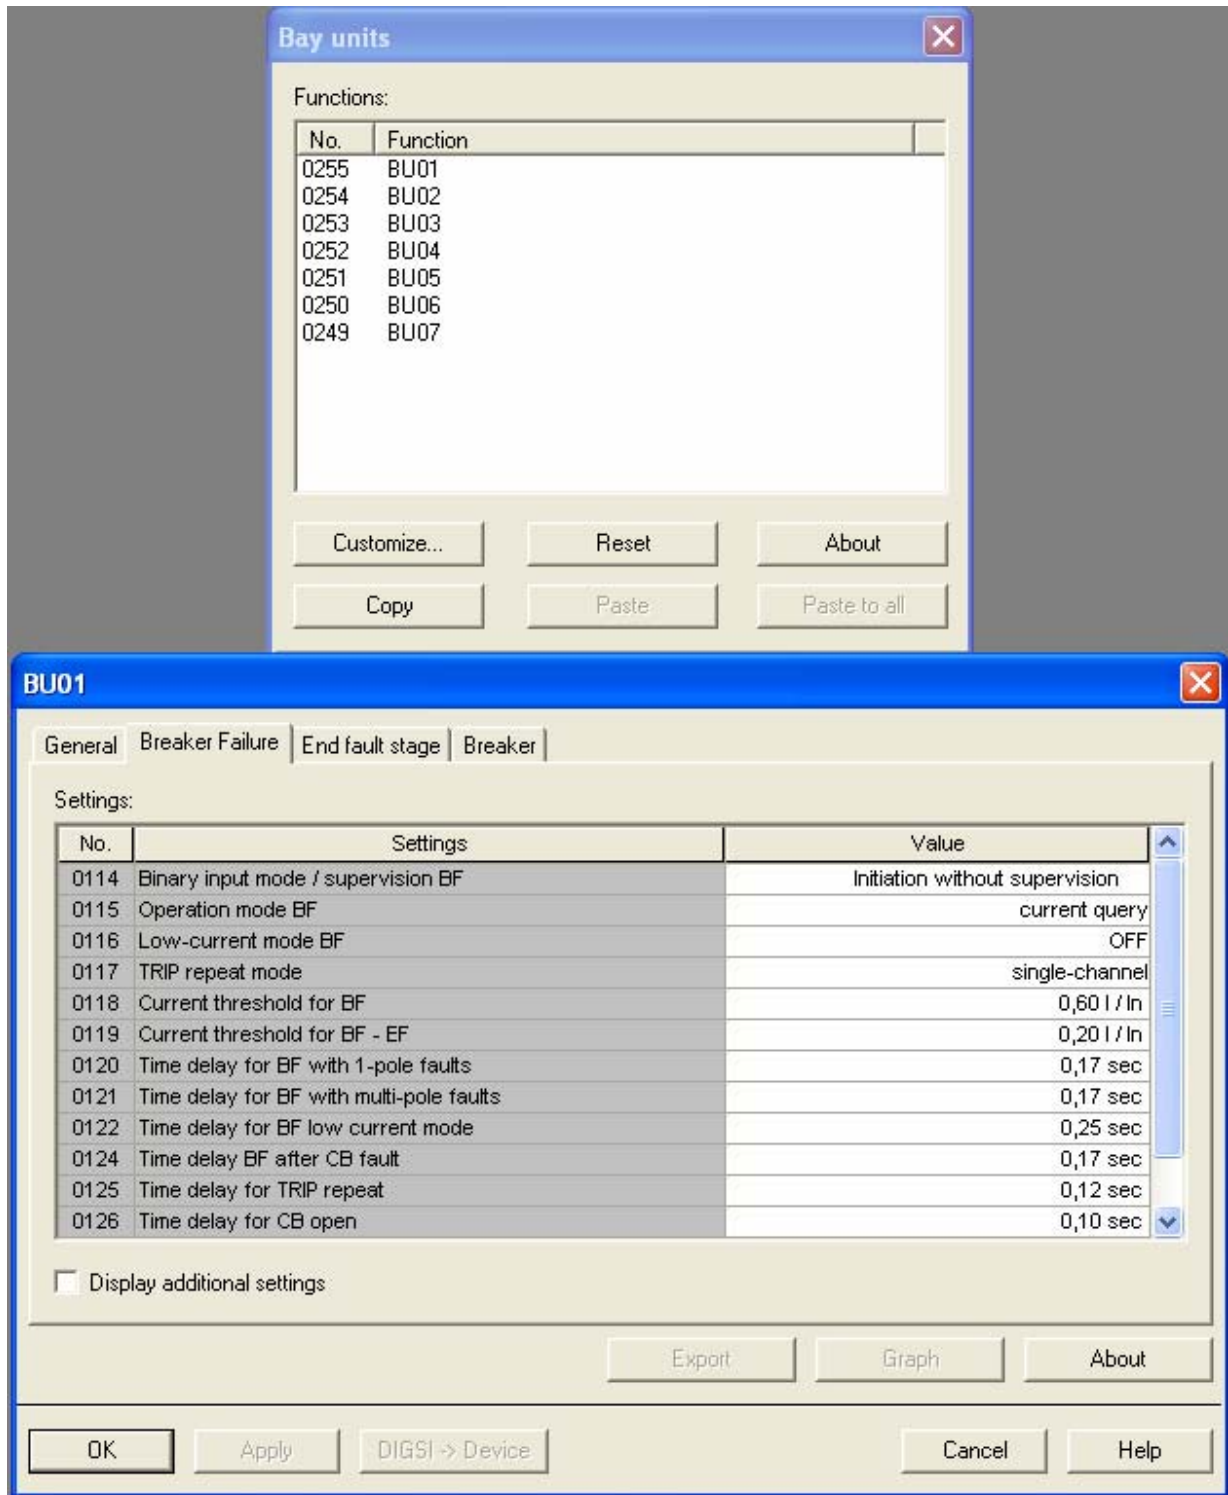 Bay units
Functions:
No. Function
0255 BU01
0254 BU02
0253 BU03
0252 BU04
0251 BU05
0250 BU06
0249 BU07
Customize... Reset About
Copy Paste Paste to all
BU01
General Breaker Failure End fault stage Breaker
Settings:
No. Settings Value
0114 Binary input mode / supervision BF Initiation without supervision
0115 Operation mode BF current query
0116 Low-current mode BF OFF
0117 TRIP repeat mode single-channel
0118 Current threshold for BF 0,60 I / In
0119 Current threshold for BF - EF 0,20 I / In
0120 Time delay for BF with 1-pole faults 0,17 sec
0121 Time delay for BF with multi-pole faults 0,17 sec
0122 Time delay for BF low current mode 0,25 sec
0124 Time delay BF after CB fault 0,17 sec
0125 Time delay for TRIP repeat 0,12 sec
0126 Time delay for CB open 0,10 sec
Display additional settings
Export Graph About
OK Apply DIGSI -> Device Cancel Help